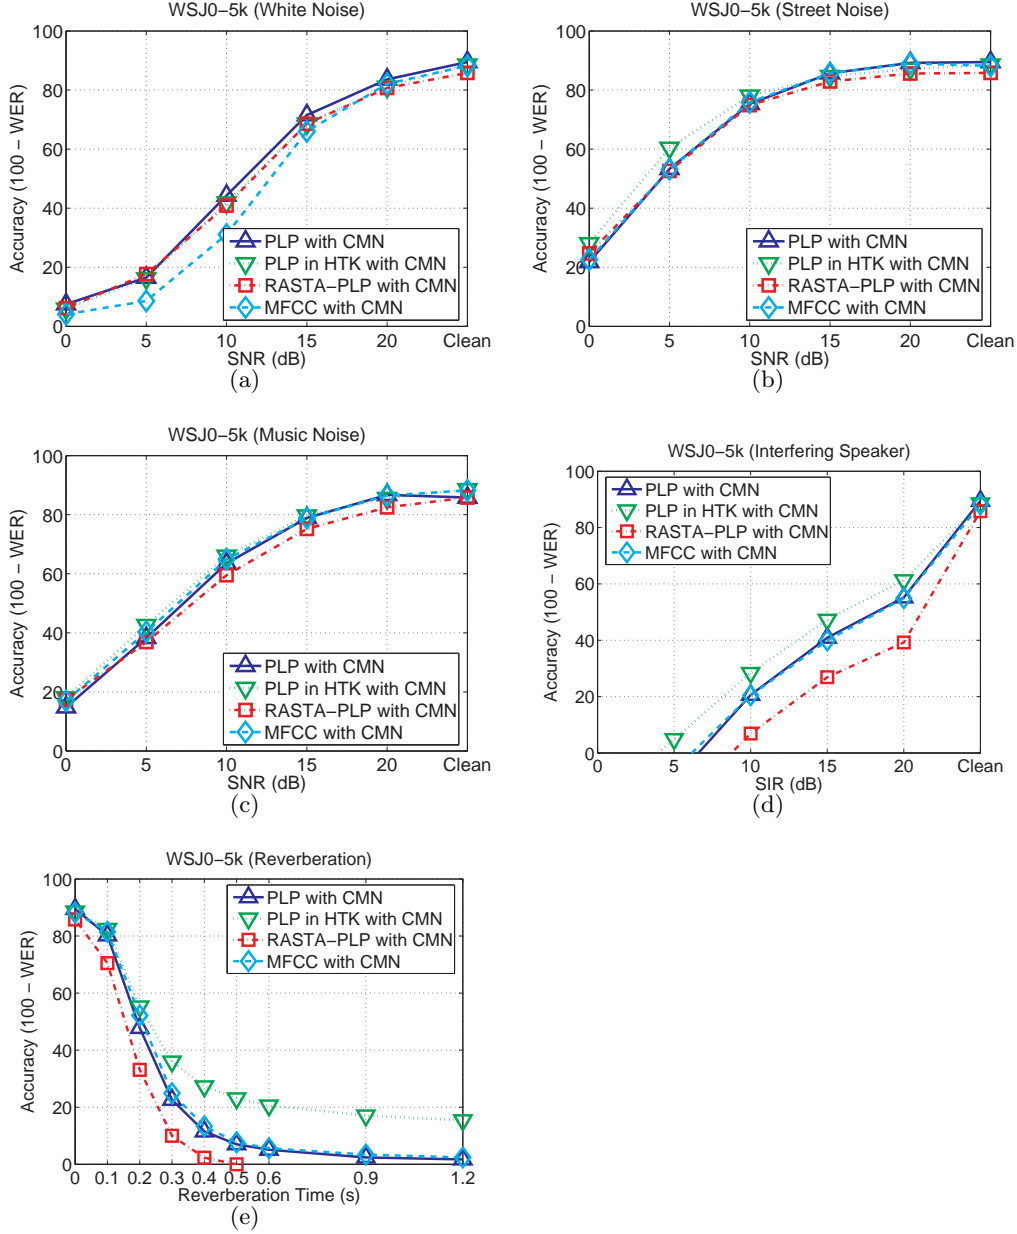 WSJ0−5k (White Noise)
Accuracy (100 − WER)
100
80
60
40
20
0
PLP with CMN
PLP in HTK with CMN
RASTA−PLP with CMN
MFCC with CMN
0 5 10 15 20 Clean
SNR (dB)
(a)
WSJ0−5k (Street Noise)
Accuracy (100 − WER)
100
80
60
40
20
0
PLP with CMN
PLP in HTK with CMN
RASTA−PLP with CMN
MFCC with CMN
0 5 10 15 20 Clean
SNR (dB)
(b)
WSJ0−5k (Music Noise)
Accuracy (100 − WER)
100
80
60
40
20
0
PLP with CMN
PLP in HTK with CMN
RASTA−PLP with CMN
MFCC with CMN
0 5 10 15 20 Clean
SNR (dB)
(c)
WSJ0−5k (Interfering Speaker)
Accuracy (100 − WER)
100
80
60
40
20
0
PLP with CMN
PLP in HTK with CMN
RASTA−PLP with CMN
MFCC with CMN
0 5 10 15 20 Clean
SIR (dB)
(d)
WSJ0−5k (Reverberation)
Accuracy (100 − WER)
100
80
60
40
20
0
PLP with CMN
PLP in HTK with CMN
RASTA−PLP with CMN
MFCC with CMN
0 0.1 0.2 0.3 0.4 0.5 0.6 0.9 1.2
Reverberation Time (s)
(e)